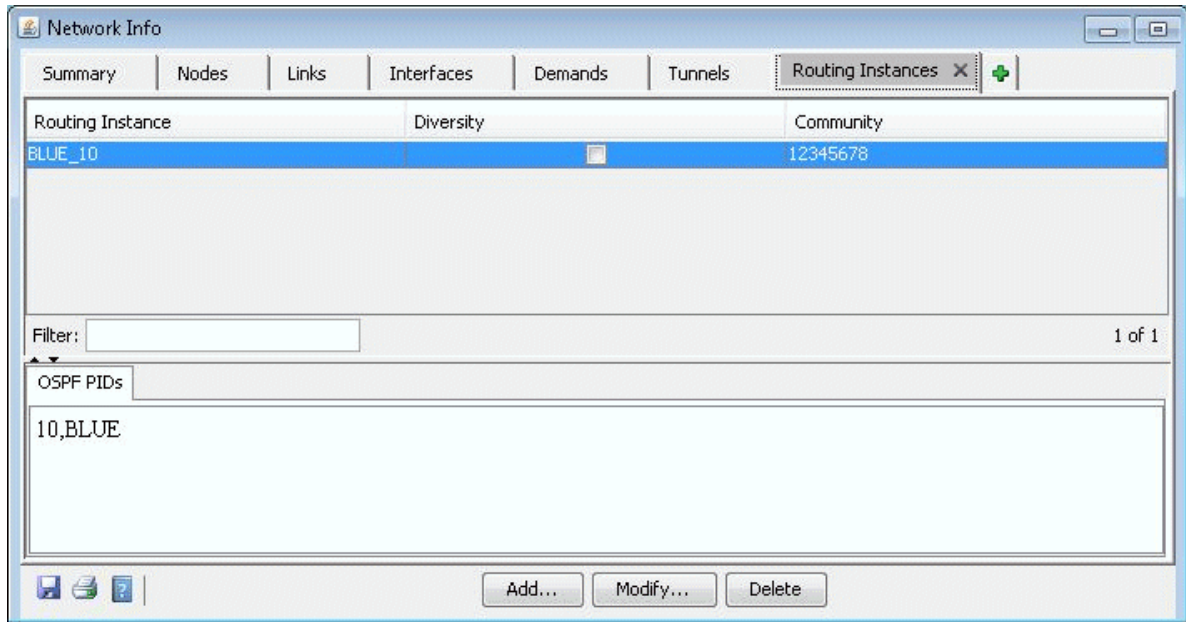 Network Info
Summary Nodes Links Interfaces Demands Tunnels Routing Instances
Routing Instance Diversity Community
BLUE_10 12345678
Filter: 1 of 1
OSPF PIDs
10,BLUE
Add... Modify... Delete